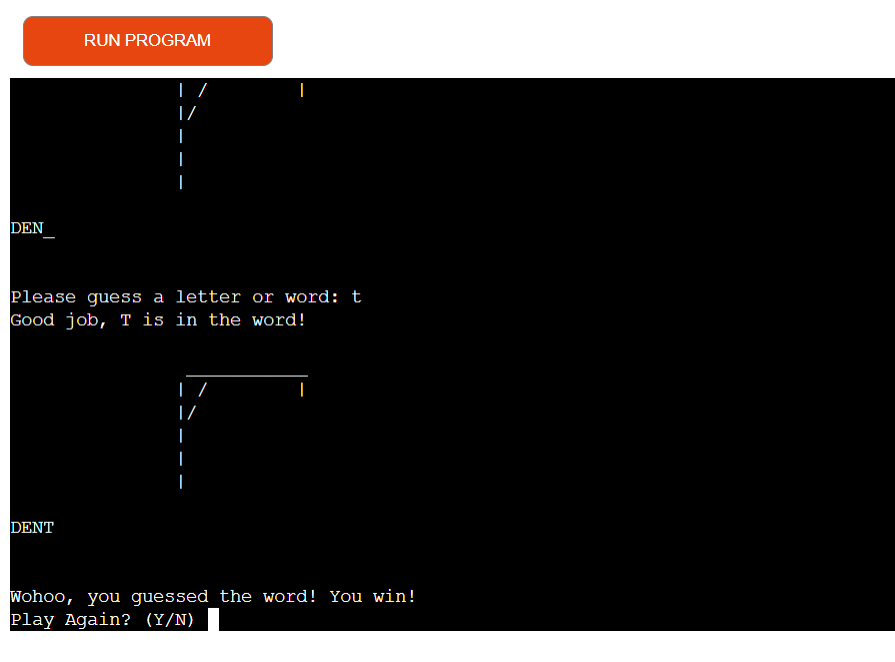 RUN PROGRAM
| / |
|/
|
|
|
DEN_
Please guess a letter or word: t
Good job, T is in the word!
___________
| / |
|/
|
|
|
DENT
Wohoo, you guessed the word! You win!
Play Again? (Y/N)